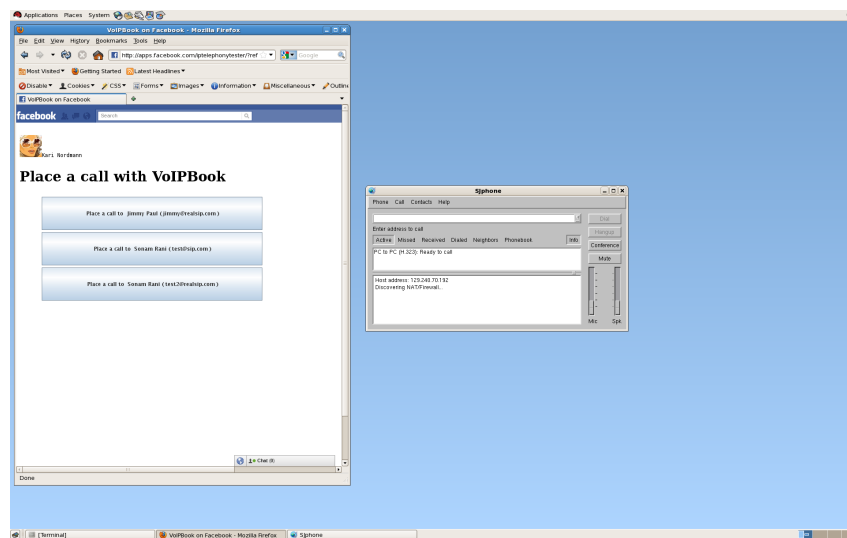 Applications Places System
VoIPBook on Facebook - Mozilla Firefox
File Edit View History Bookmarks Tools Help
http://apps.facebook.com/iptelephonytester/?ref
Google
Most Visited Getting Started Latest Headlines
Disable Cookies CSS Forms Images Information Miscellaneous Outline
VoIPBook on Facebook
facebook
Search
Kari Nordmann
Place a call with VoIPBook
Place a call to Jimmy Paul (jimmy@realsip.com )
Place a call to Sonam Rani ( test@sip.com )
Place a call to Sonam Rani ( test2@realsip.com )
Chat (0)
Done
SJphone
Phone Call Contacts Help
Dial
Enter address to call
Hangup
Active Missed Received Dialed Neighbors Phonebook Info
Conference
PC to PC (H.323): Ready to call
Mute
Host address: 129.240.70.192
Discovering NAT/Firewall...
Mic Spk
[Terminal] VoIPBook on Facebook - Mozilla Firefox SJphone